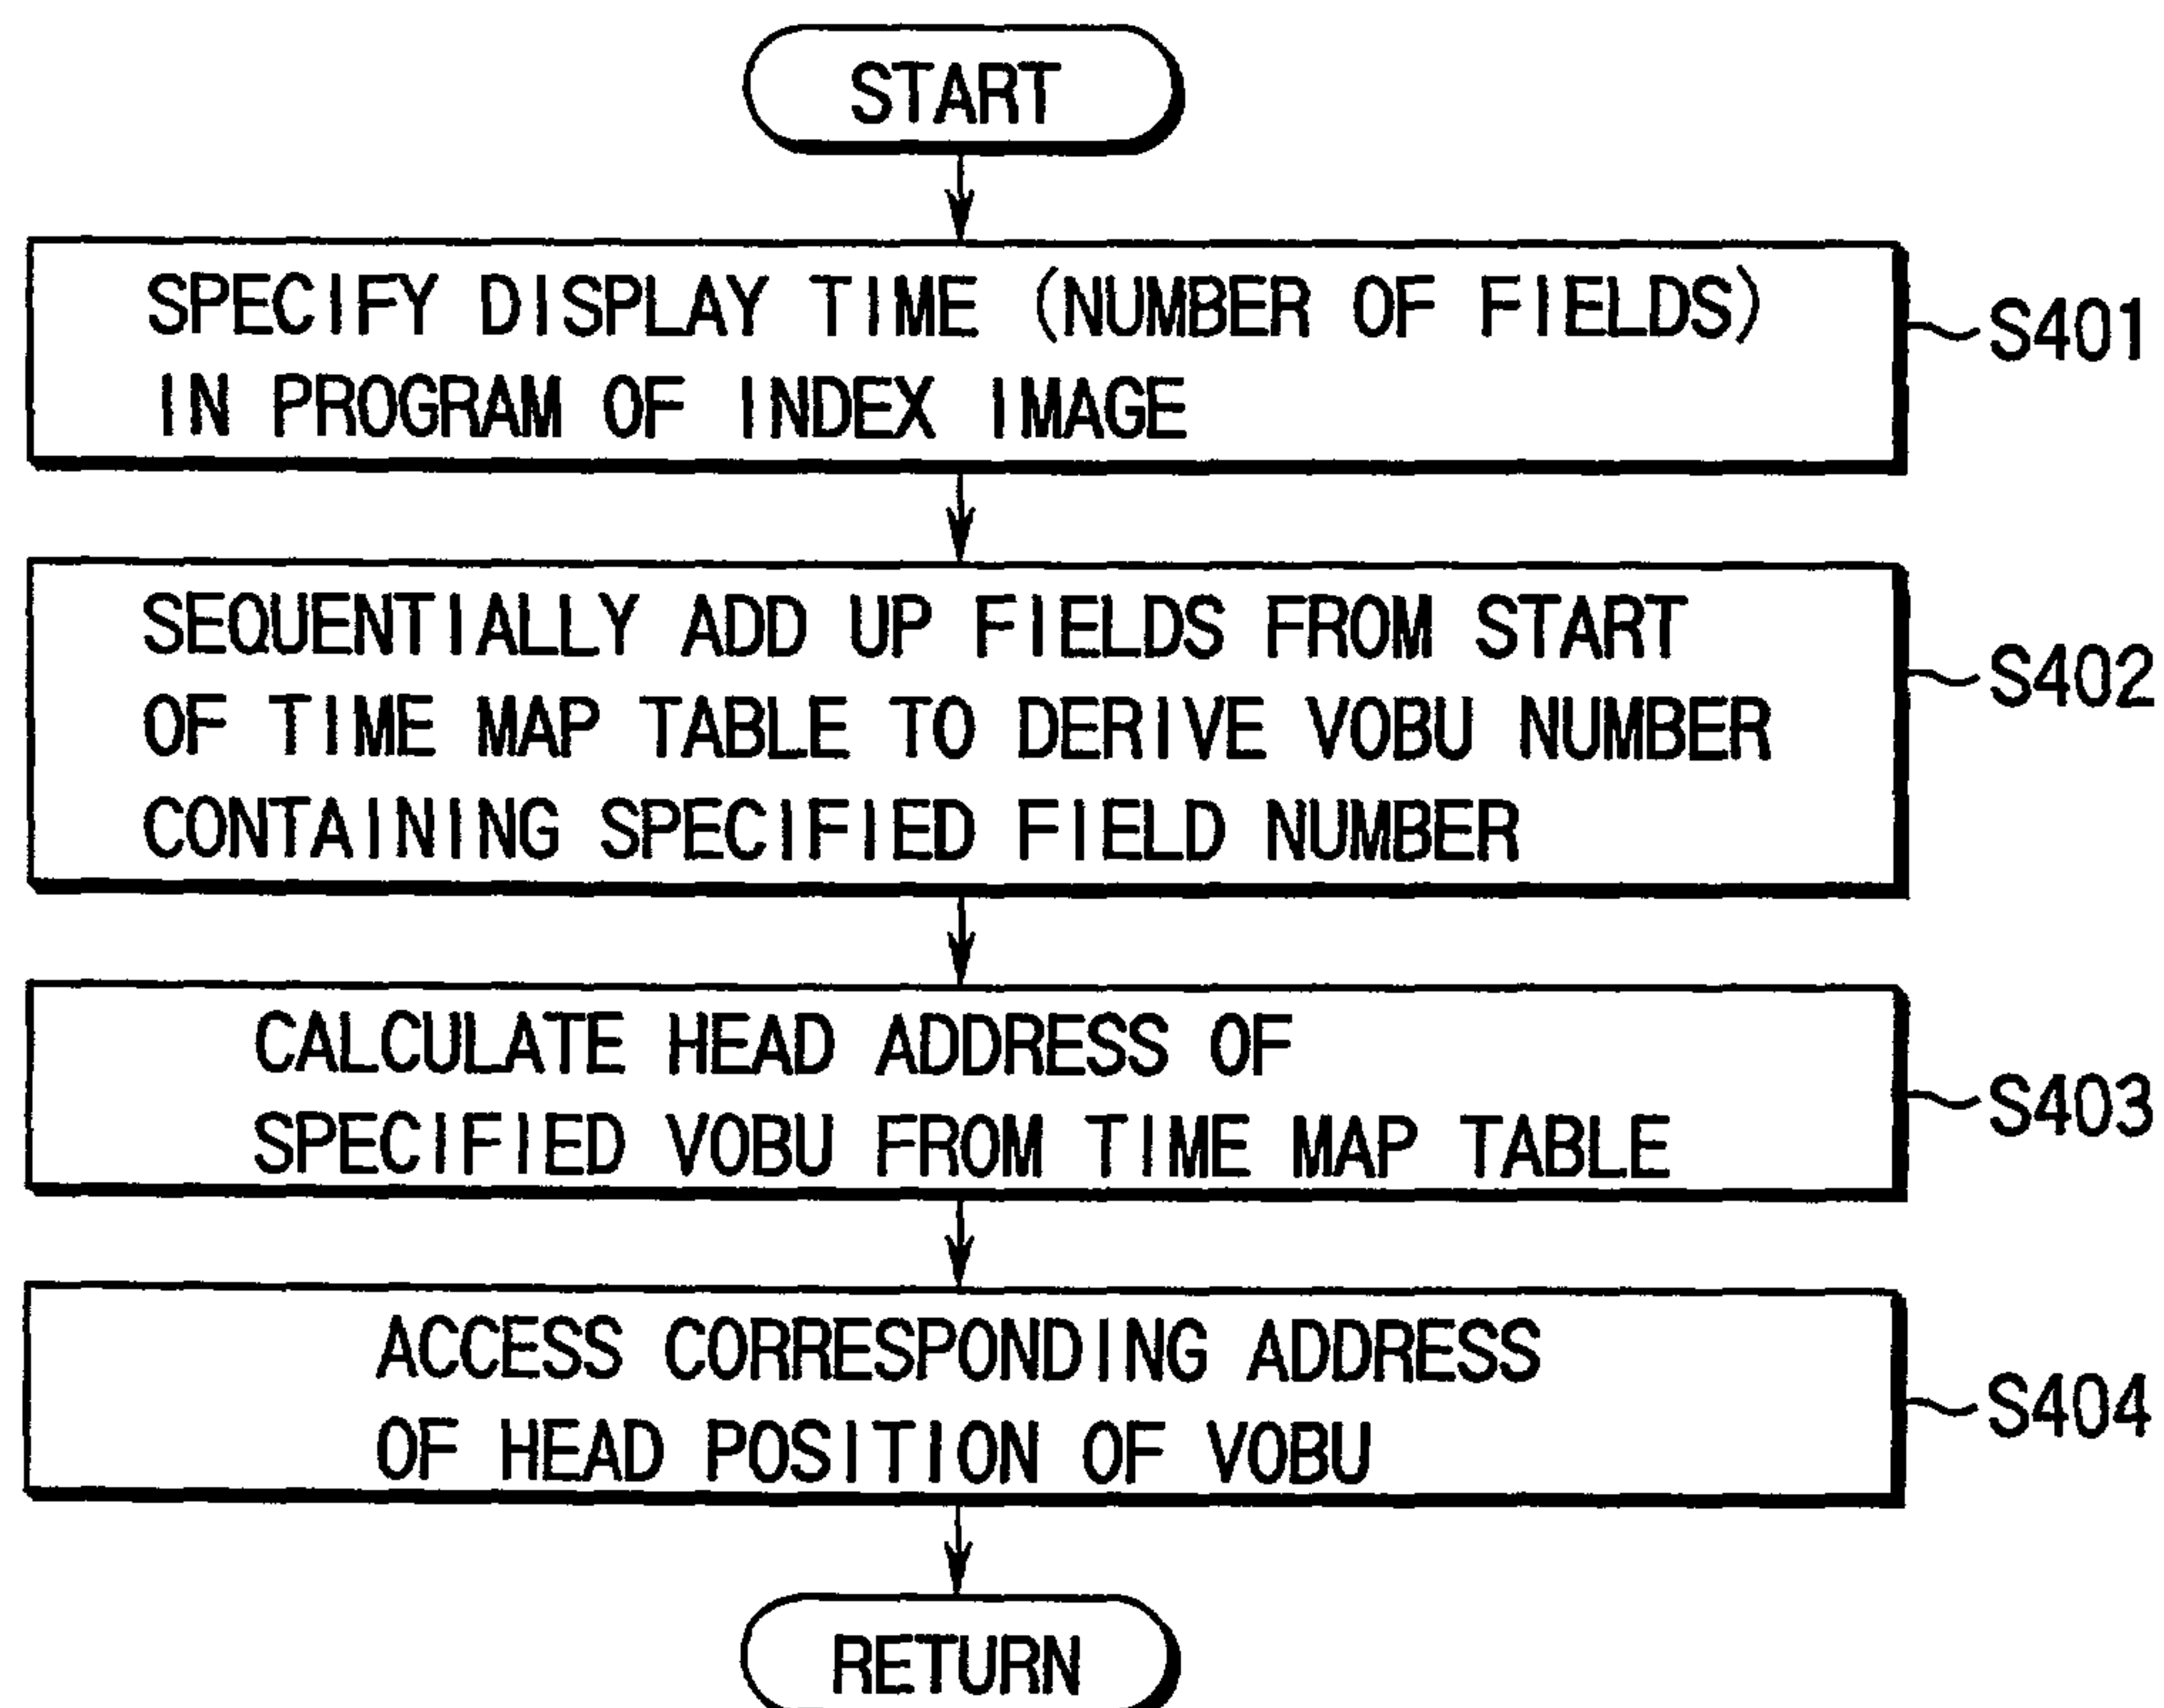 START
SPECIFY DISPLAY TIME (NUMBER OF FIELDS)
IN PROGRAM OF INDEX IMAGE
S401
SEQUENTIALLY ADD UP FIELDS FROM START
OF TIME MAP TABLE TO DERIVE VOBU NUMBER
CONTAINING SPECIFIED FIELD NUMBER
S402
CALCULATE HEAD ADDRESS OF
SPECIFIED VOBU FROM TIME MAP TABLE
S403
ACCESS CORRESPONDING ADDRESS
OF HEAD POSITION OF VOBU
S404
RETURN